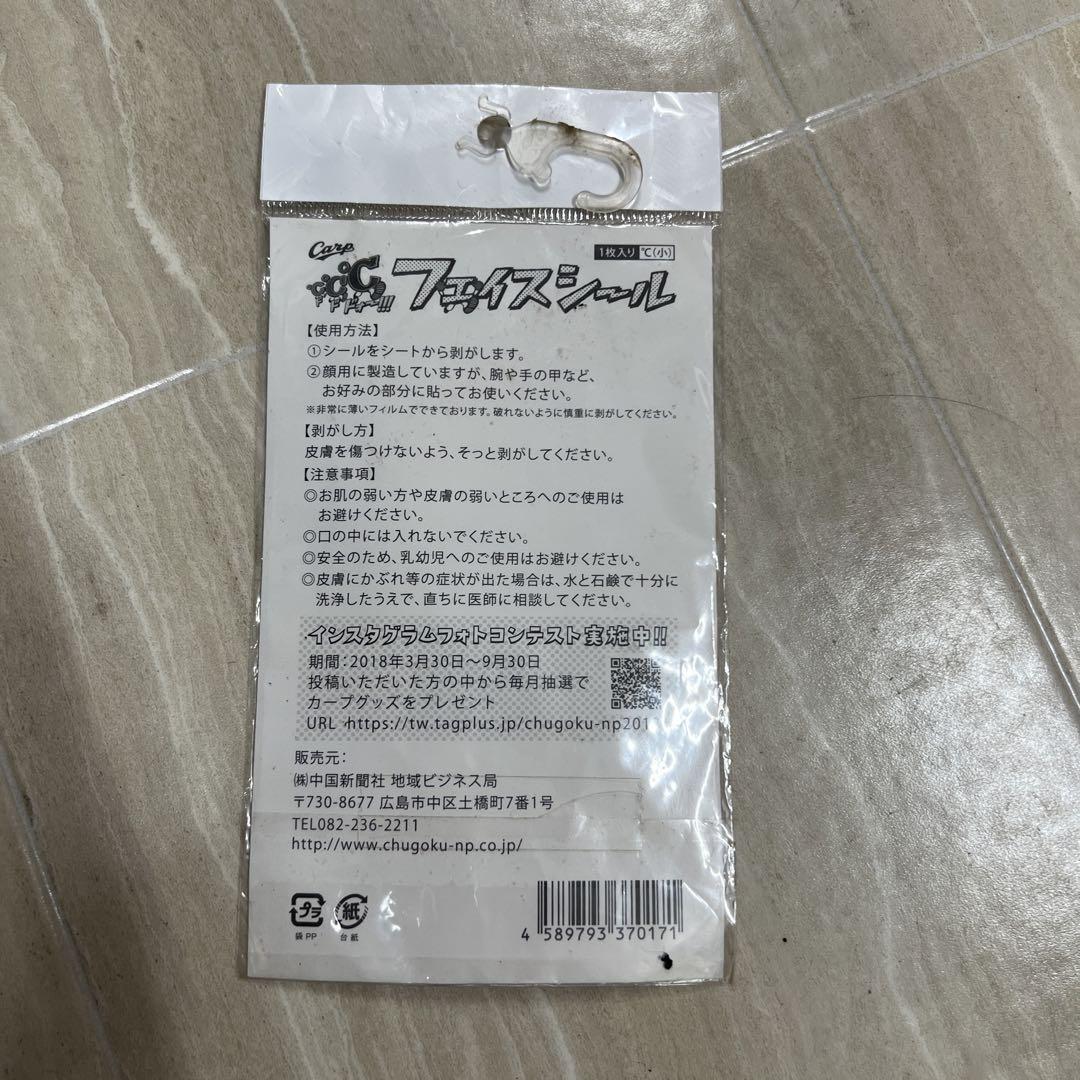 Carp
1枚入り ℃(小)
℃℃℃ドドドォ〜!!! フェイスシール
【使用方法】
①シールをシートから剥がします。
②顔用に製造していますが、腕や手の甲など、
お好みの部分に貼ってお使いください。
※非常に薄いフィルムでできております。破れないように慎重に剥がしてください。
【剥がし方】
皮膚を傷つけないよう、そっと剥がしてください。
【注意事項】
◎お肌の弱い方や皮膚の弱いところへのご使用は
お避けください。
◎口の中には入れないでください。
◎安全のため、乳幼児へのご使用はお避けください。
◎皮膚にかぶれ等の症状が出た場合は、水と石鹸で十分に
洗浄したうえで、直ちに医師に相談してください。
インスタグラムフォトコンテスト実施中!!
期間：2018年3月30日〜9月30日
投稿いただいた方の中から毎月抽選で
カープグッズをプレゼント
URL https://tw.tagplus.jp/chugoku-np201
販売元：
㈱中国新聞社 地域ビジネス局
〒730-8677 広島市中区土橋町7番1号
TEL082-236-2211
http://www.chugoku-np.co.jp/
プラ 紙
袋 PP 台紙
4 589793 370171